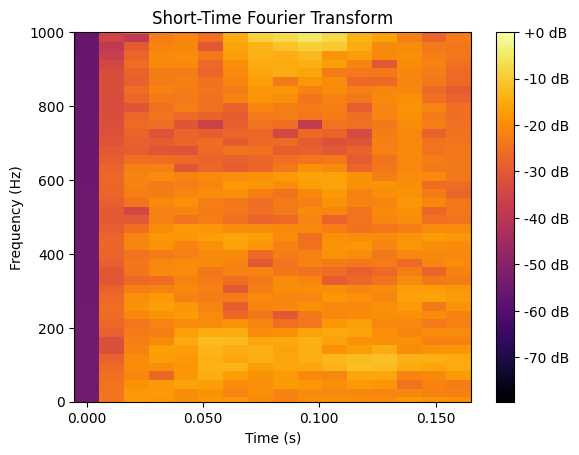 Short-Time Fourier Transform
Frequency (Hz)
1000
800
600
400
200
0
0.000
0.050
0.100
0.150
Time (s)
+0 dB
-10 dB
-20 dB
-30 dB
-40 dB
-50 dB
-60 dB
-70 dB